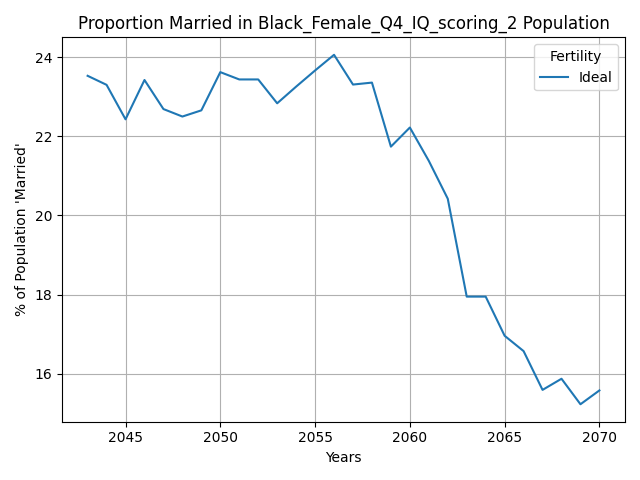 Proportion Married in Black_Female_Q4_IQ_scoring_2 Population
Fertility
Ideal
% of Population 'Married'
24
22
20
18
16
2045
2050
2055
2060
2065
2070
Years